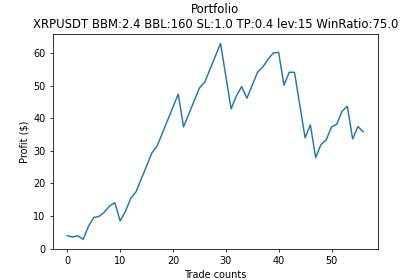 Portfolio
XRPUSDT BBM:2.4 BBL:160 SL:1.0 TP:0.4 lev:15 WinRatio:75.0
60
50
40
30
20
10
0
Profit ($)
0 10 20 30 40 50
Trade counts